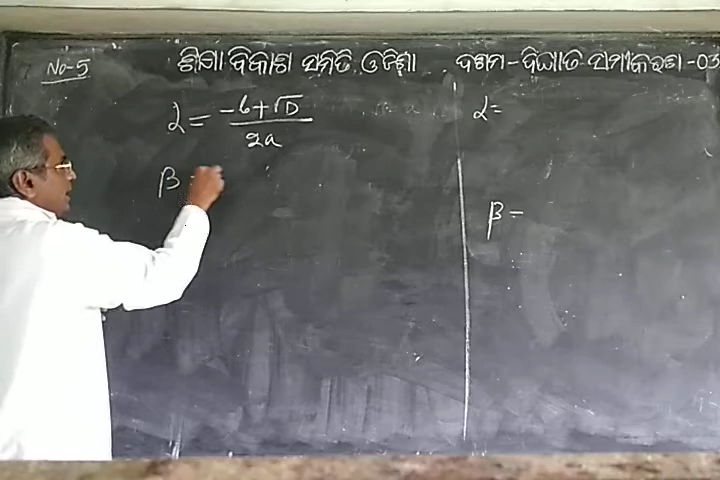 No-5
ଶିକ୍ଷା ବିକାଶ ସମିତି ଓଡ଼ିଶା ଦଶମ - ଦ୍ୱିଘାତ ସମୀକରଣ - 03
α = (-b+√D)/2a
β
α =
β =